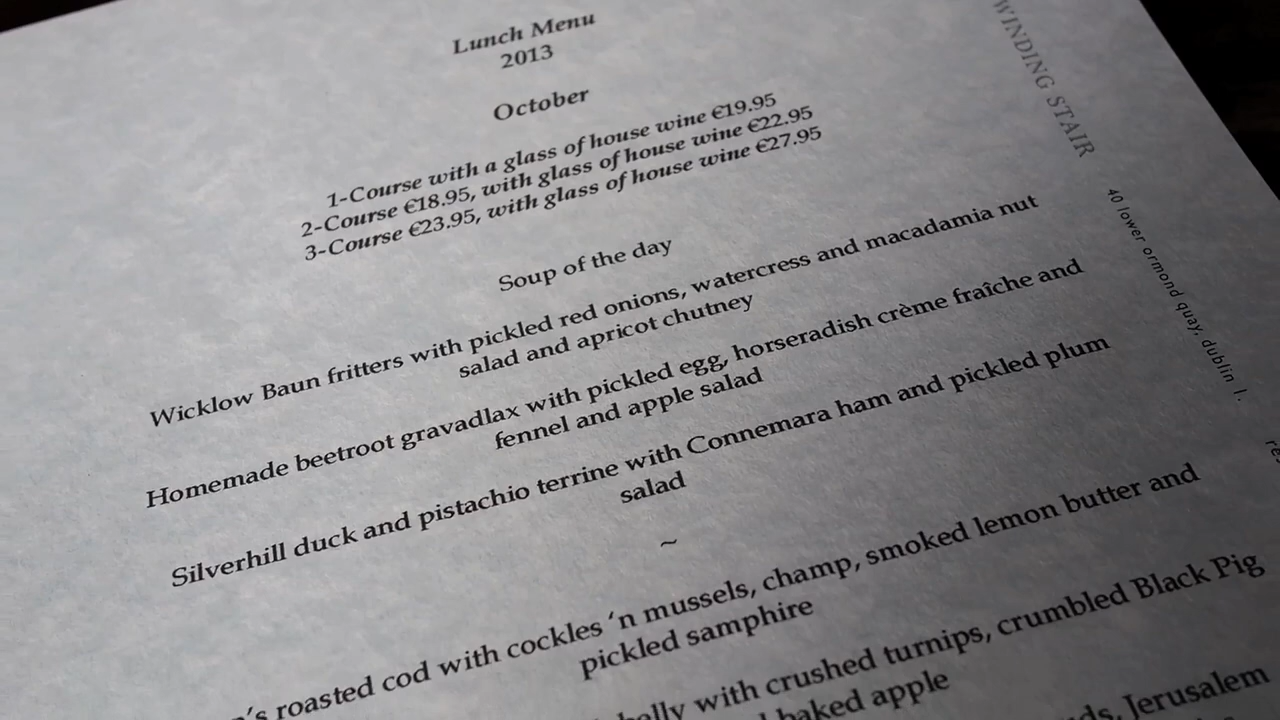 Lunch Menu
2013
October
1-Course with a glass of house wine €19.95
2-Course €18.95, with glass of house wine €22.95
3-Course €23.95, with glass of house wine €27.95
Soup of the day
Wicklow Baun fritters with pickled red onions, watercress and macadamia nut
salad and apricot chutney
Homemade beetroot gravadlax with pickled egg, horseradish crème fraîche and
fennel and apple salad
Silverhill duck and pistachio terrine with Connemara ham and pickled plum
salad
~
roasted cod with cockles 'n mussels, champ, smoked lemon butter and
pickled samphire
with crushed turnips, crumbled Black Pig
baked apple
Jerusalem
WINDING STAIR
40 lower ormond quay, dublin 1.